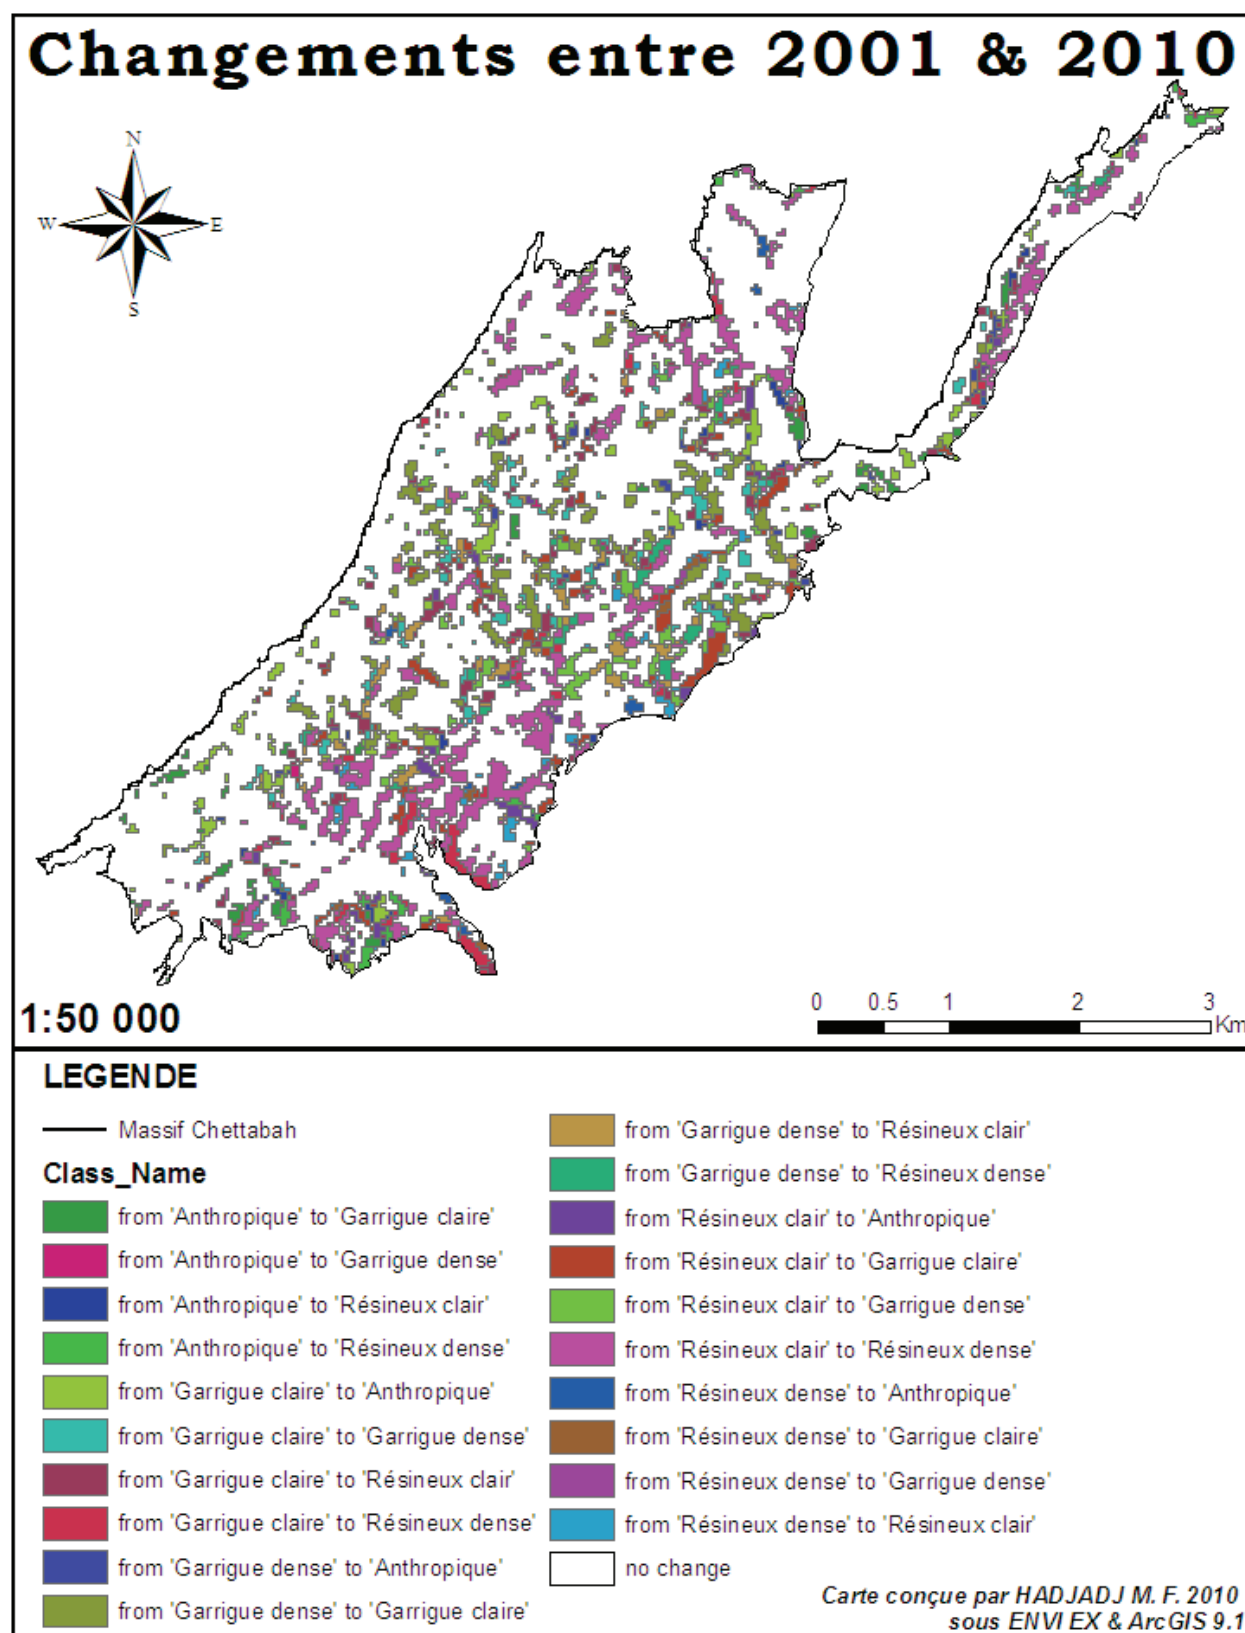 Changements entre 2001 & 2010
N
W
E
S
1:50 000
0 0.5 1 2 3
Km
LEGENDE
Massif Chettabah
Class_Name
from 'Anthropique' to 'Garrigue claire'
from 'Anthropique' to 'Garrigue dense'
from 'Anthropique' to 'Résineux clair'
from 'Anthropique' to 'Résineux dense'
from 'Garrigue claire' to 'Anthropique'
from 'Garrigue claire' to 'Garrigue dense'
from 'Garrigue claire' to 'Résineux clair'
from 'Garrigue claire' to 'Résineux dense'
from 'Garrigue dense' to 'Anthropique'
from 'Garrigue dense' to 'Garrigue claire'
from 'Garrigue dense' to 'Résineux clair'
from 'Garrigue dense' to 'Résineux dense'
from 'Résineux clair' to 'Anthropique'
from 'Résineux clair' to 'Garrigue claire'
from 'Résineux clair' to 'Garrigue dense'
from 'Résineux clair' to 'Résineux dense'
from 'Résineux dense' to 'Anthropique'
from 'Résineux dense' to 'Garrigue claire'
from 'Résineux dense' to 'Garrigue dense'
from 'Résineux dense' to 'Résineux clair'
no change
Carte conçue par HADJADJ M. F. 2010
sous ENVI EX & ArcGIS 9.1